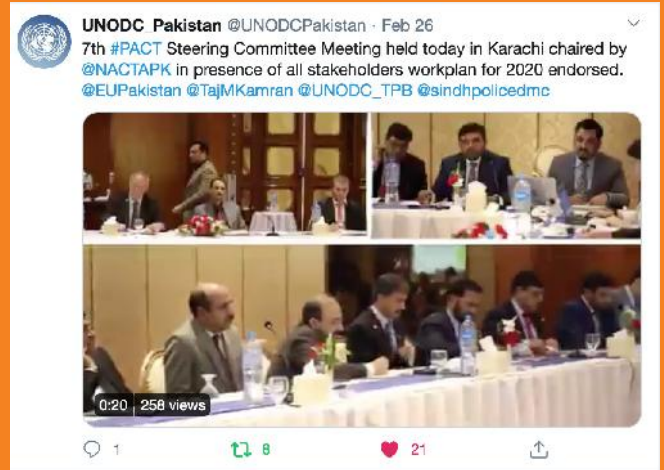 UNODC_Pakistan @UNODCPakistan · Feb 26
7th #PACT Steering Committee Meeting held today in Karachi chaired by
@NACTAPK in presence of all stakeholders workplan for 2020 endorsed.
@EUPakistan @TajMKamran @UNODC_TPB @sindhpolicedmc
0:20 258 views
1 8 21